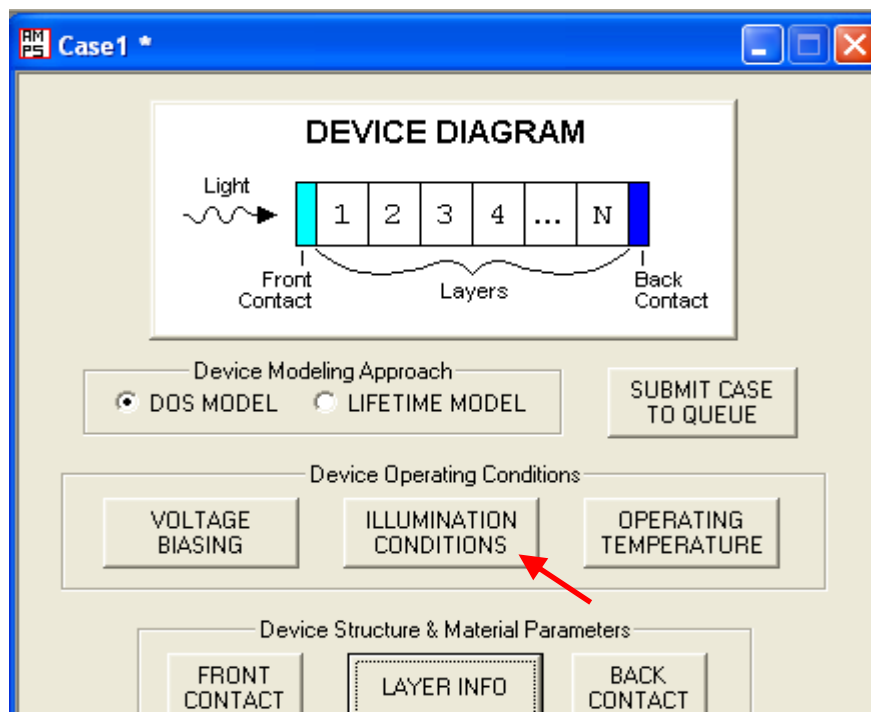 AM
PS
Case1 *
DEVICE DIAGRAM
Light
1 2 3 4 ... N
Front
Contact
Layers
Back
Contact
Device Modeling Approach
DOS MODEL
LIFETIME MODEL
SUBMIT CASE
TO QUEUE
Device Operating Conditions
VOLTAGE
BIASING
ILLUMINATION
CONDITIONS
OPERATING
TEMPERATURE
Device Structure & Material Parameters
FRONT
CONTACT
LAYER INFO
BACK
CONTACT